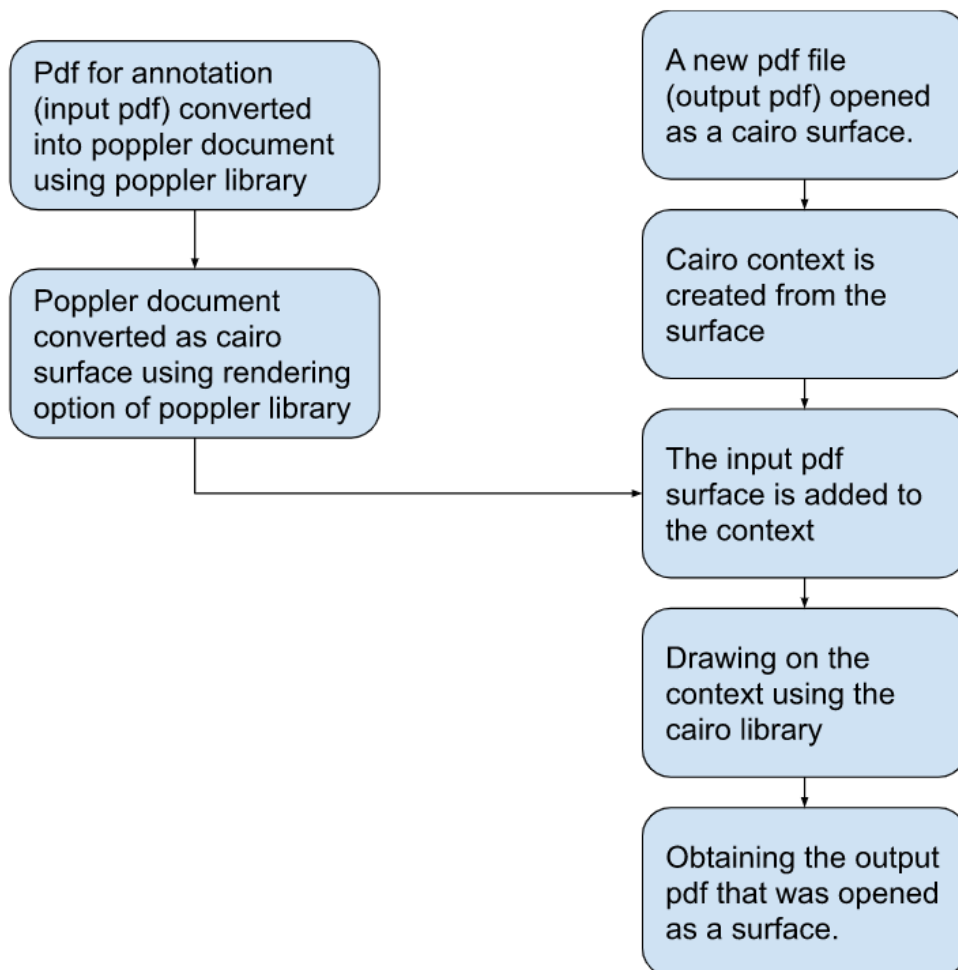 Pdf for annotation
(input pdf) converted
into poppler document
using poppler library
Poppler document
converted as cairo
surface using rendering
option of poppler library
A new pdf file
(output pdf) opened
as a cairo surface.
Cairo context is
created from the
surface
The input pdf
surface is added to
the context
Drawing on the
context using the
cairo library
Obtaining the output
pdf that was opened
as a surface.